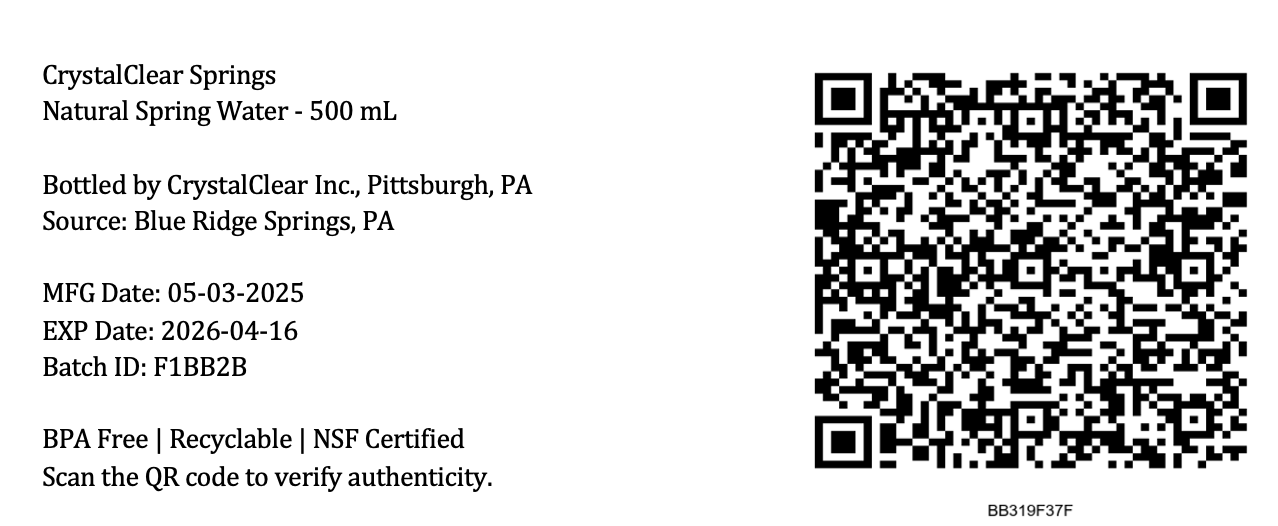 CrystalClear Springs
Natural Spring Water - 500 mL
Bottled by CrystalClear Inc., Pittsburgh, PA
Source: Blue Ridge Springs, PA
MFG Date: 05-03-2025
EXP Date: 2026-04-16
Batch ID: F1BB2B
BPA Free | Recyclable | NSF Certified
Scan the QR code to verify authenticity.
BB319F37F